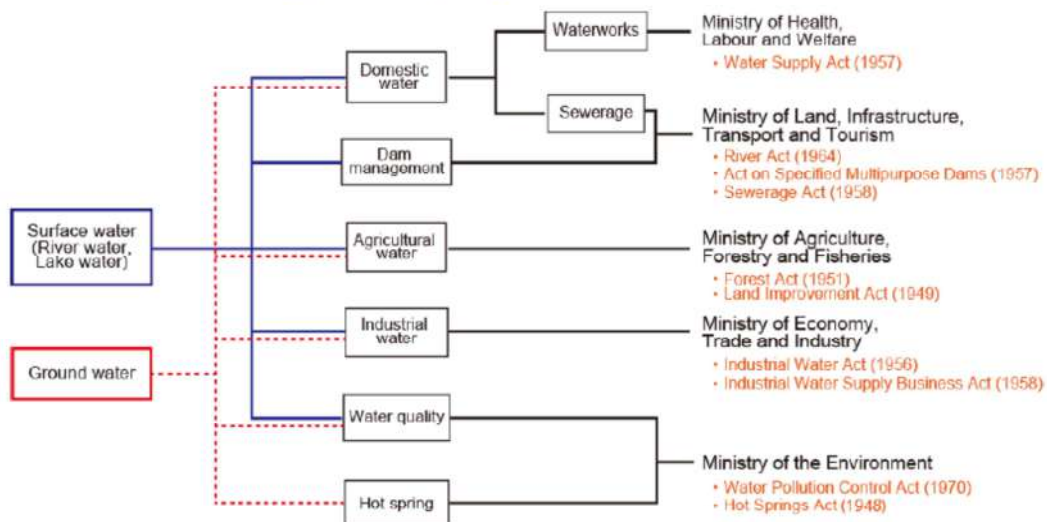 Surface water
(River water,
Lake water)
Ground water
Domestic
water
Dam
management
Agricultural
water
Industrial
water
Water quality
Hot spring
Waterworks
Sewerage
Ministry of Health,
Labour and Welfare
• Water Supply Act (1957)
Ministry of Land, Infrastructure,
Transport and Tourism
• River Act (1964)
• Act on Specified Multipurpose Dams (1957)
• Sewerage Act (1958)
Ministry of Agriculture,
Forestry and Fisheries
• Forest Act (1951)
• Land Improvement Act (1949)
Ministry of Economy,
Trade and Industry
• Industrial Water Act (1956)
• Industrial Water Supply Business Act (1958)
Ministry of the Environment
• Water Pollution Control Act (1970)
• Hot Springs Act (1948)